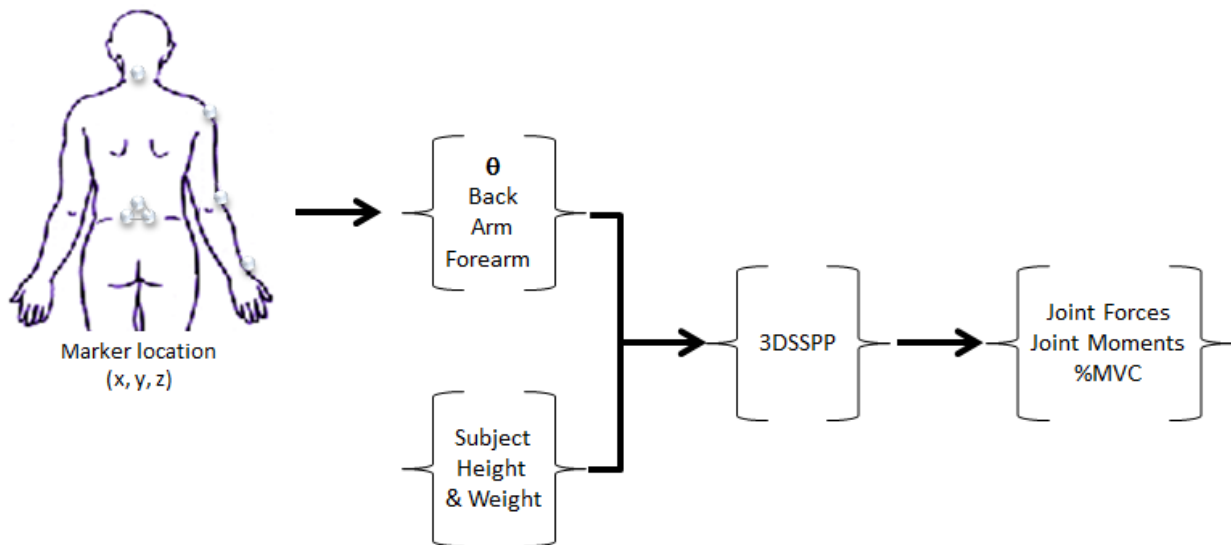 Marker location
(x, y, z)
θ
Back
Arm
Forearm
Subject
Height
& Weight
3DSSPP
Joint Forces
Joint Moments
%MVC